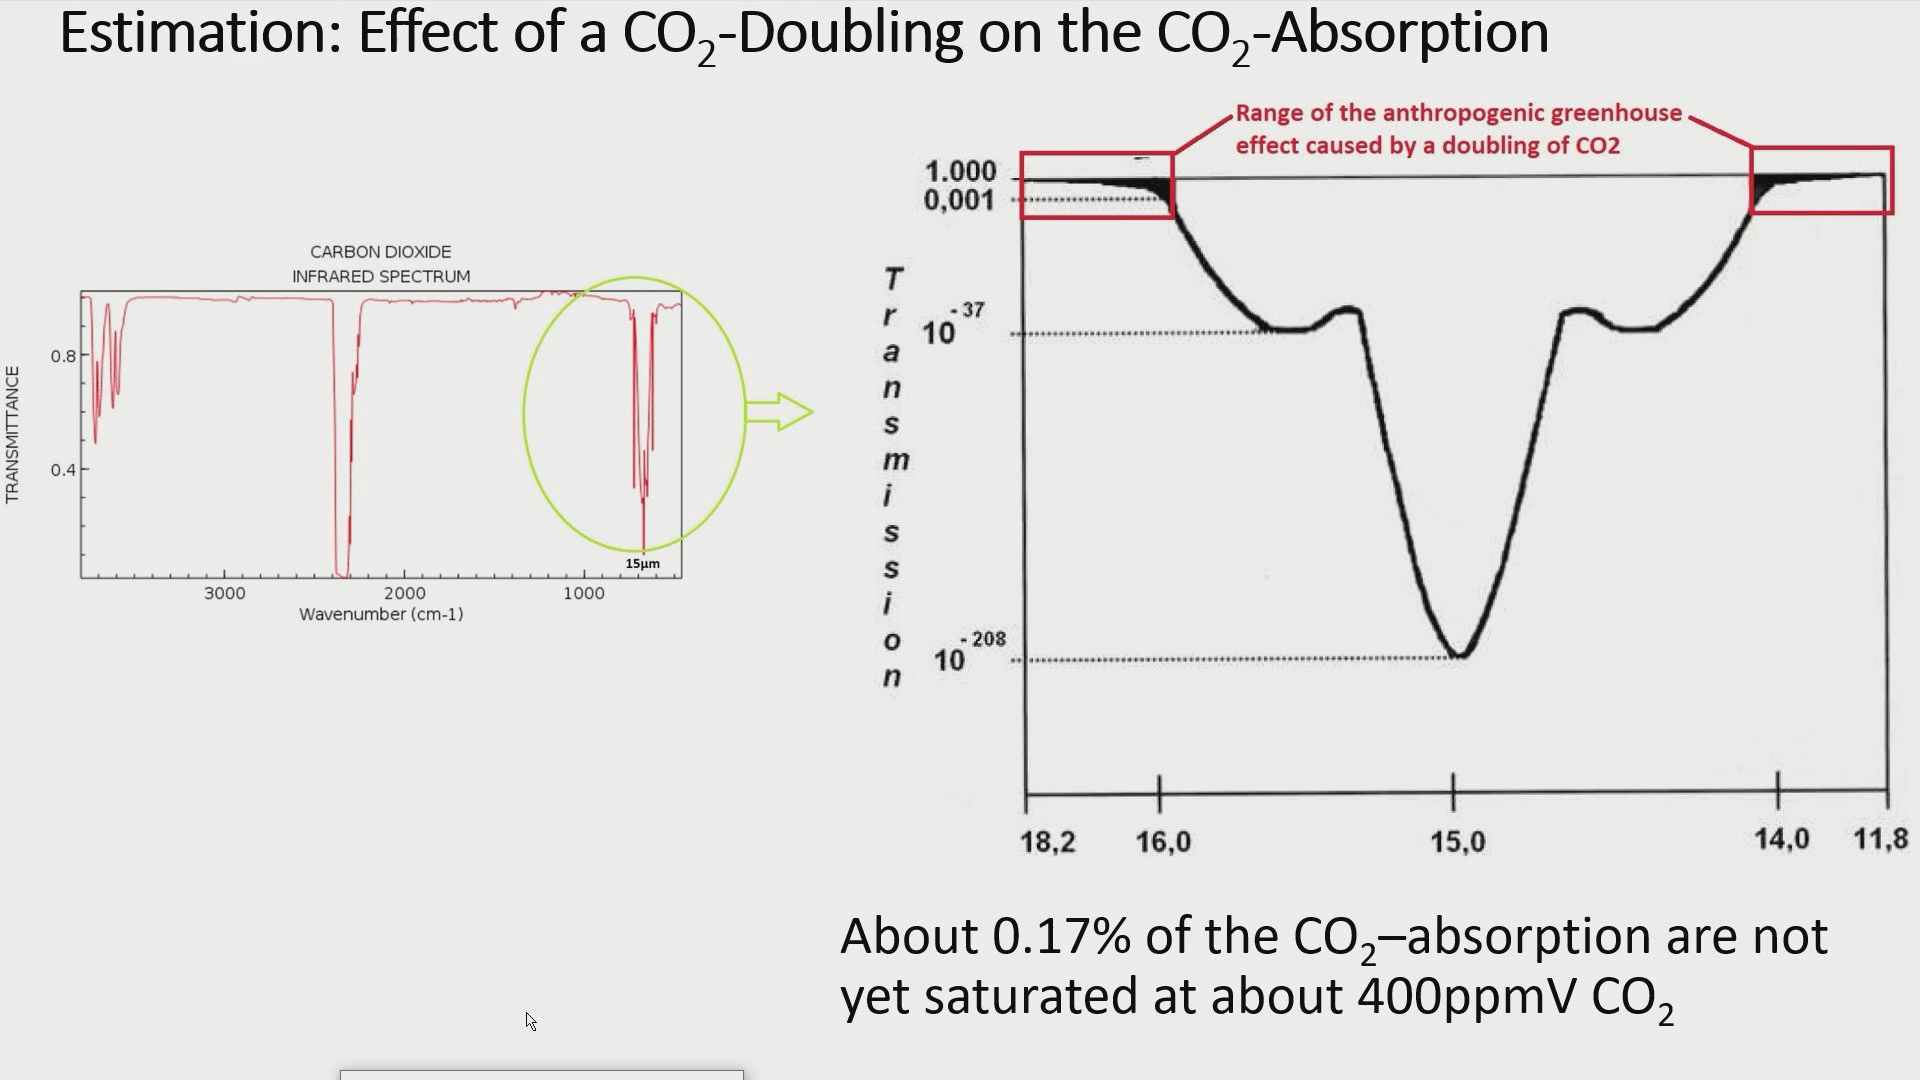 Estimation: Effect of a CO₂-Doubling on the CO₂-Absorption
Range of the anthropogenic greenhouse
effect caused by a doubling of CO2
CARBON DIOXIDE
INFRARED SPECTRUM
TRANSMITTANCE
0.8
0.4
15µm
3000 2000 1000
Wavenumber (cm-1)
Transmission
1.000
0,001
10⁻³⁷
10⁻²⁰⁸
18,2 16,0 15,0 14,0 11,8
About 0.17% of the CO₂–absorption are not
yet saturated at about 400ppmV CO₂